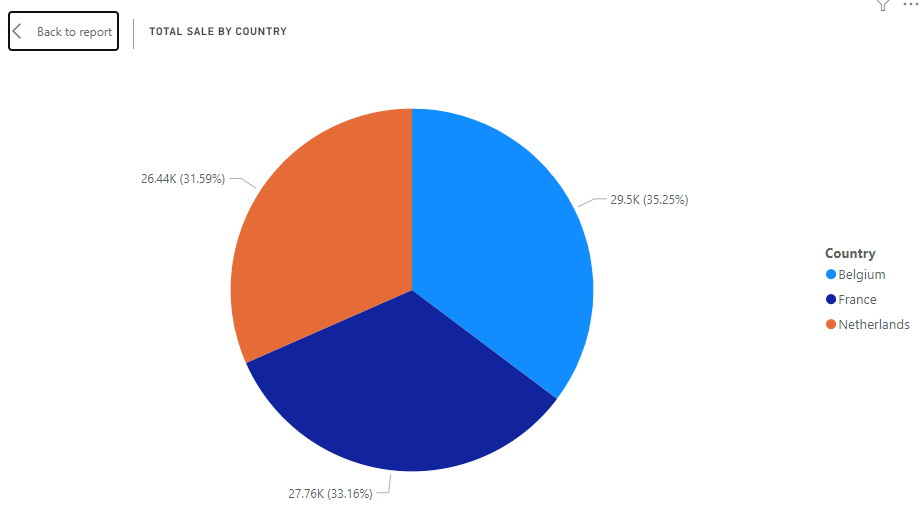 Back to report
TOTAL SALE BY COUNTRY
26.44K (31.59%)
29.5K (35.25%)
27.76K (33.16%)
Country
Belgium
France
Netherlands